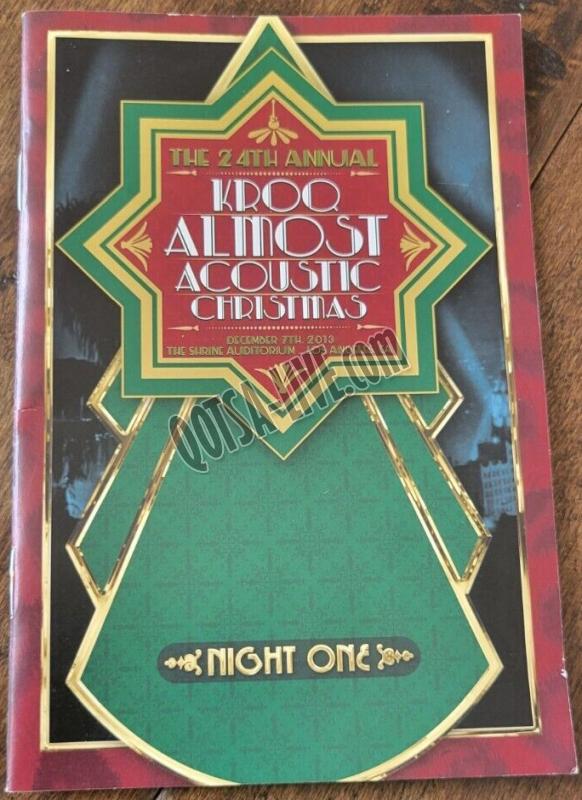 THE 24TH ANNUAL
KROQ
ALMOST
ACOUSTIC
CHRISTMAS
DECEMBER 7TH, 2013
THE SHRINE AUDITORIUM
QOTSA-LIVE.com
NIGHT ONE